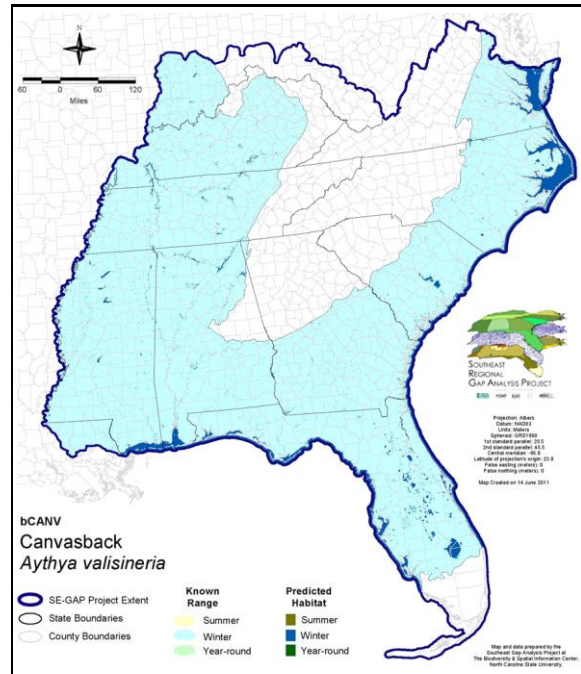 N
60 0 60 120
Miles
SOUTHEAST
REGIONAL
GAP ANALYSIS PROJECT
Projection: Albers
Datum: NAD83
Units: Meters
Spheroid: GRS1980
1st standard parallel: 29.5
2nd standard parallel: 45.5
Central meridian: -96.0
Latitude of projection's origin: 23.0
False easting (meters): 0
False northing (meters): 0
Map Created on 14 June 2011
bCANV
Canvasback
Aythya valisineria
SE-GAP Project Extent
State Boundaries
County Boundaries
Known
Range
Summer
Winter
Year-round
Predicted
Habitat
Summer
Winter
Year-round
Map and data prepared by the
Southeast Gap Analysis Project at
The Biodiversity & Spatial Information Center,
North Carolina State University.